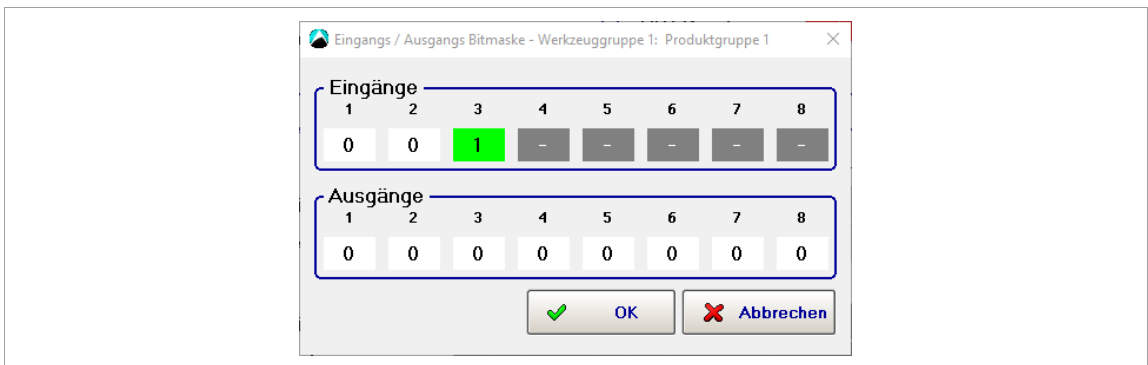 Eingangs / Ausgangs Bitmaske - Werkzeuggruppe 1: Produktgruppe 1
Eingänge
1 2 3 4 5 6 7 8
0 0 1 - - - - -
Ausgänge
1 2 3 4 5 6 7 8
0 0 0 0 0 0 0 0
OK Abbrechen